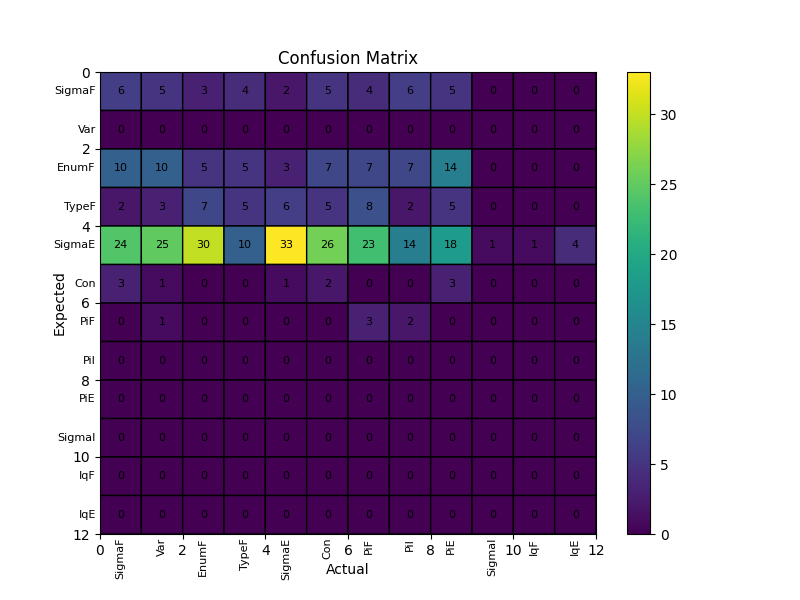 Confusion Matrix
0
SigmaF 6 5 3 4 2 5 4 6 5 0 0 0
Var 0 0 0 0 0 0 0 0 0 0 0 0
2
EnumF 10 10 5 5 3 7 7 7 14 0 0 0
TypeF 2 3 7 5 6 5 8 2 5 0 0 0
4
SigmaE 24 25 30 10 33 26 23 14 18 1 1 4
Con 3 1 0 0 1 2 0 0 3 0 0 0
6
PiF 0 1 0 0 0 0 3 2 0 0 0 0
PiI 0 0 0 0 0 0 0 0 0 0 0 0
8
PiE 0 0 0 0 0 0 0 0 0 0 0 0
SigmaI 0 0 0 0 0 0 0 0 0 0 0 0
10
IqF 0 0 0 0 0 0 0 0 0 0 0 0
IqE 0 0 0 0 0 0 0 0 0 0 0 0
12
Expected
0 2 4 6 8 10 12
SigmaF Var EnumF TypeF SigmaE Con PiF PiI PiE SigmaI IqF IqE
Actual
30
25
20
15
10
5
0